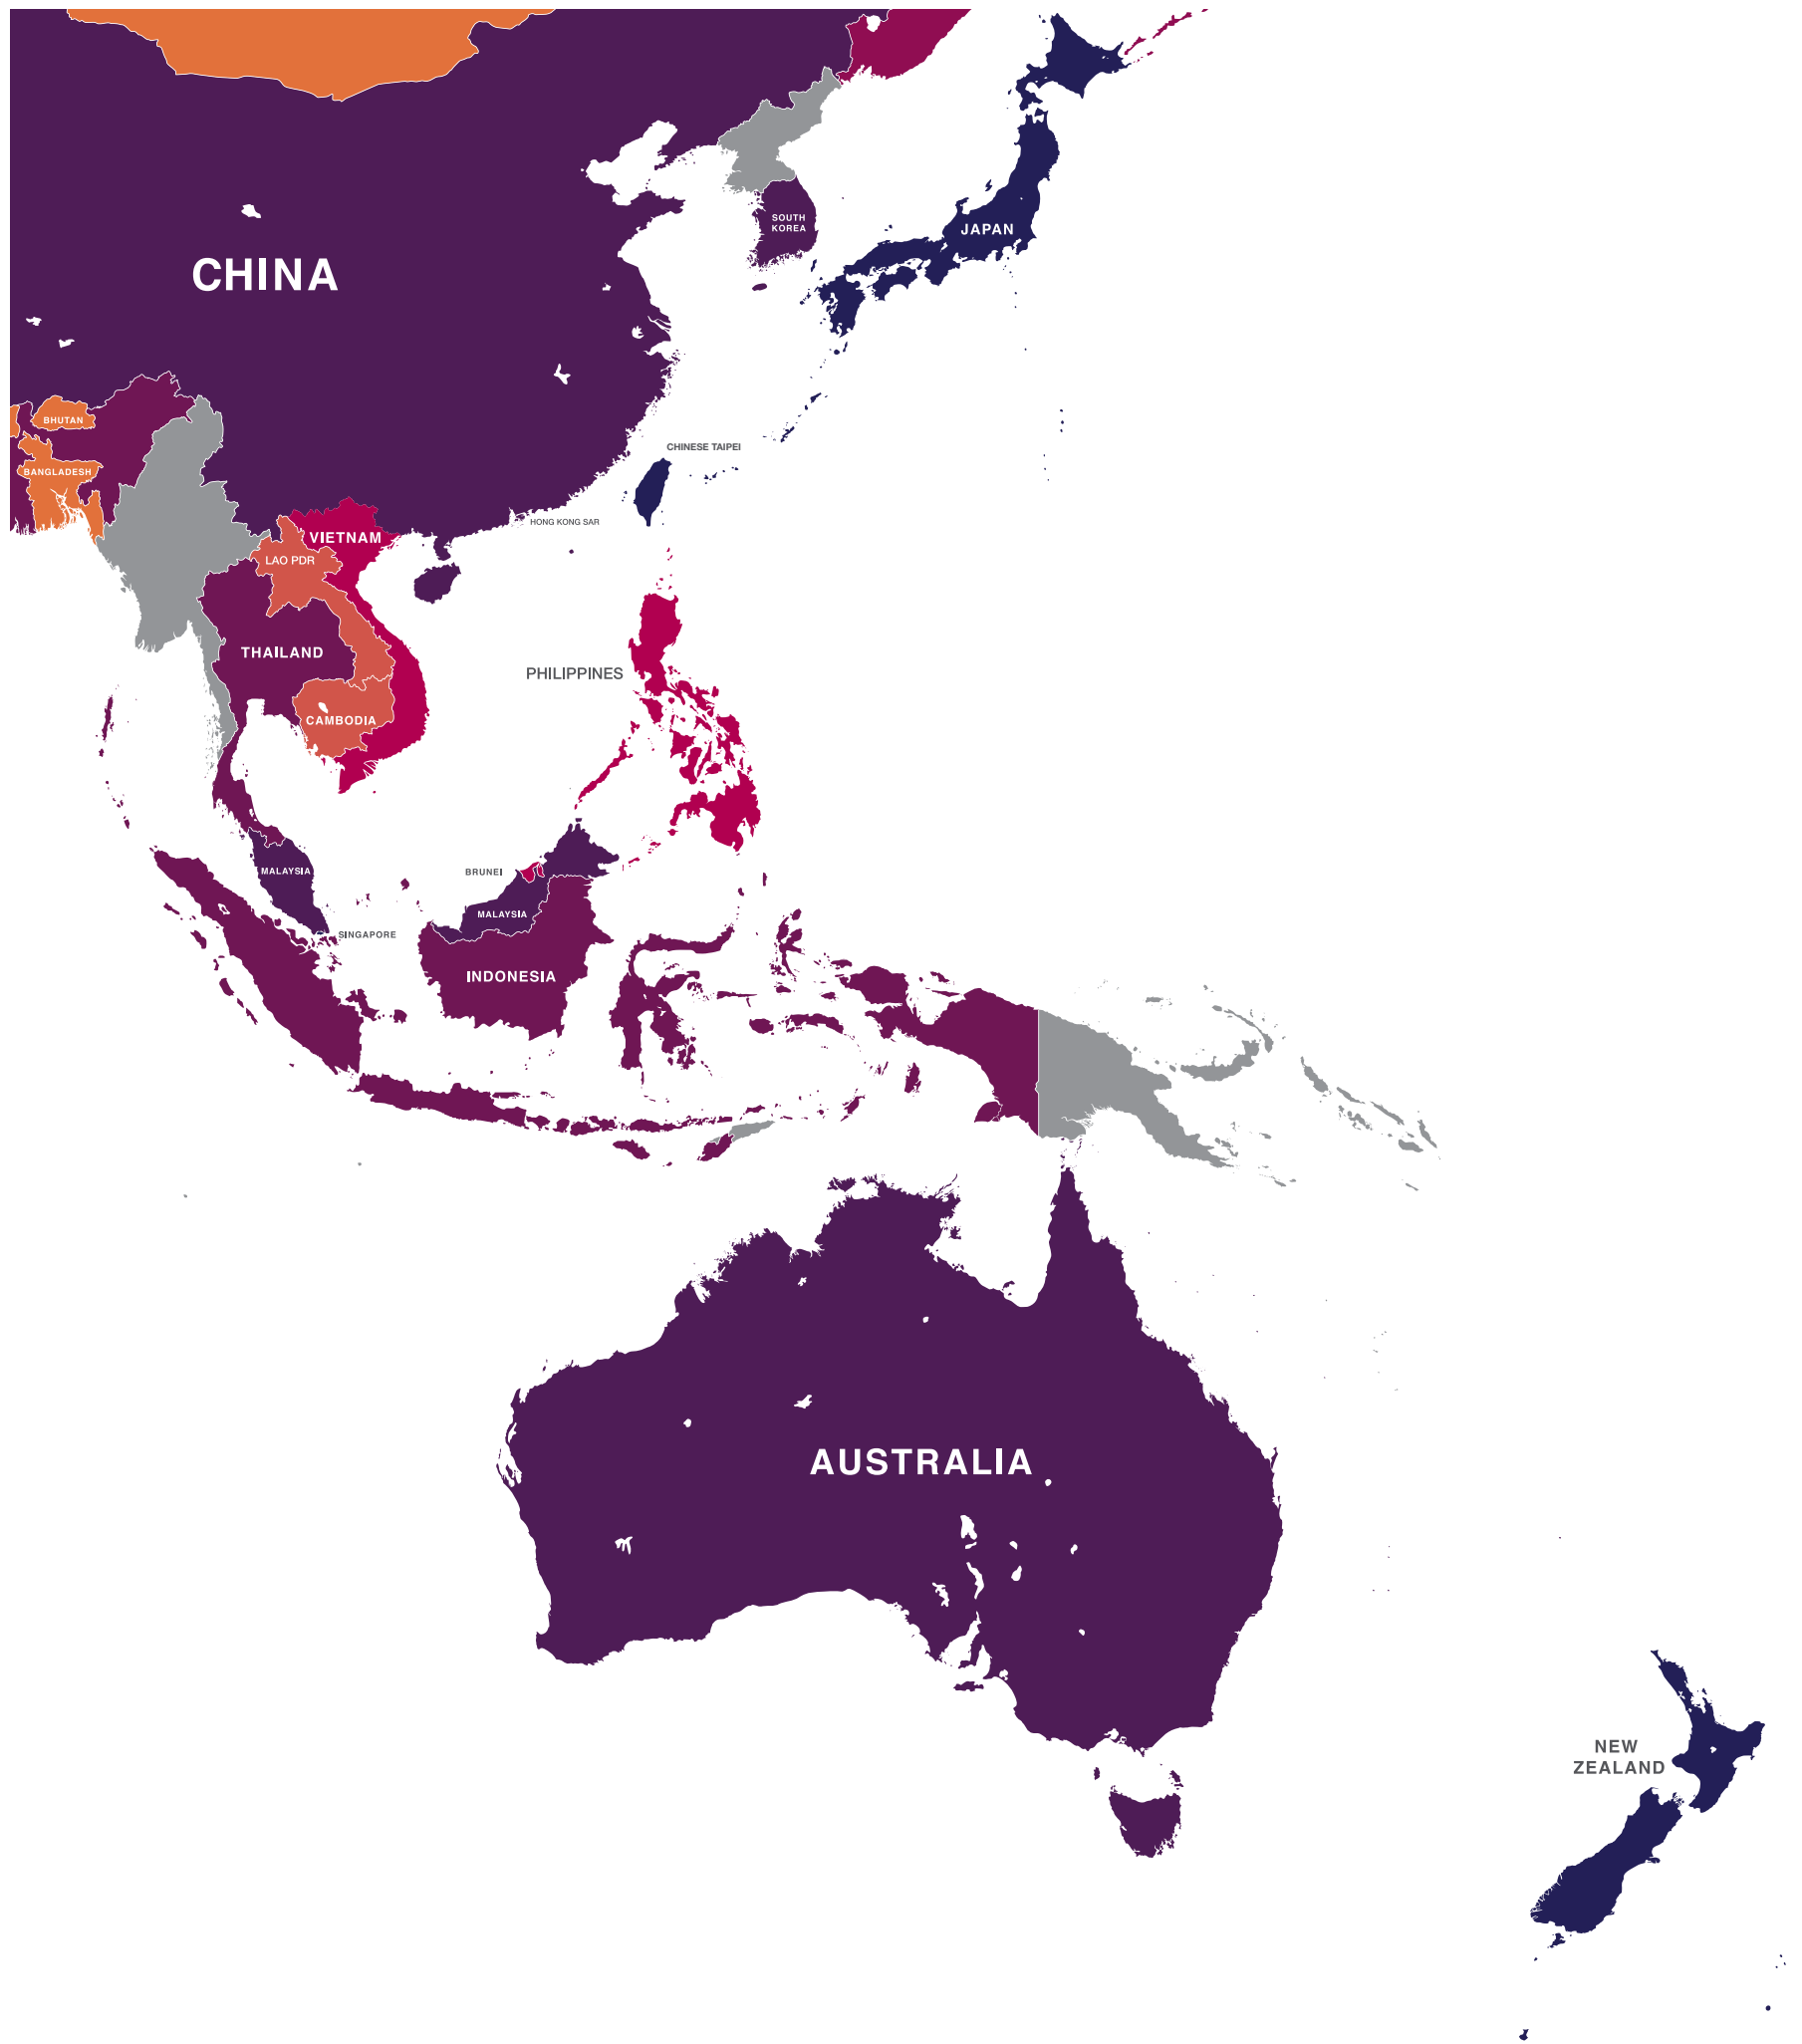 SOUTH
KOREA
JAPAN
CHINA
BHUTAN
CHINESE TAIPEI
BANGLADESH
HONG KONG SAR
VIETNAM
LAO PDR
THAILAND
PHILIPPINES
CAMBODIA
MALAYSIA
BRUNEI
MALAYSIA
SINGAPORE
INDONESIA
AUSTRALIA
NEW
ZEALAND